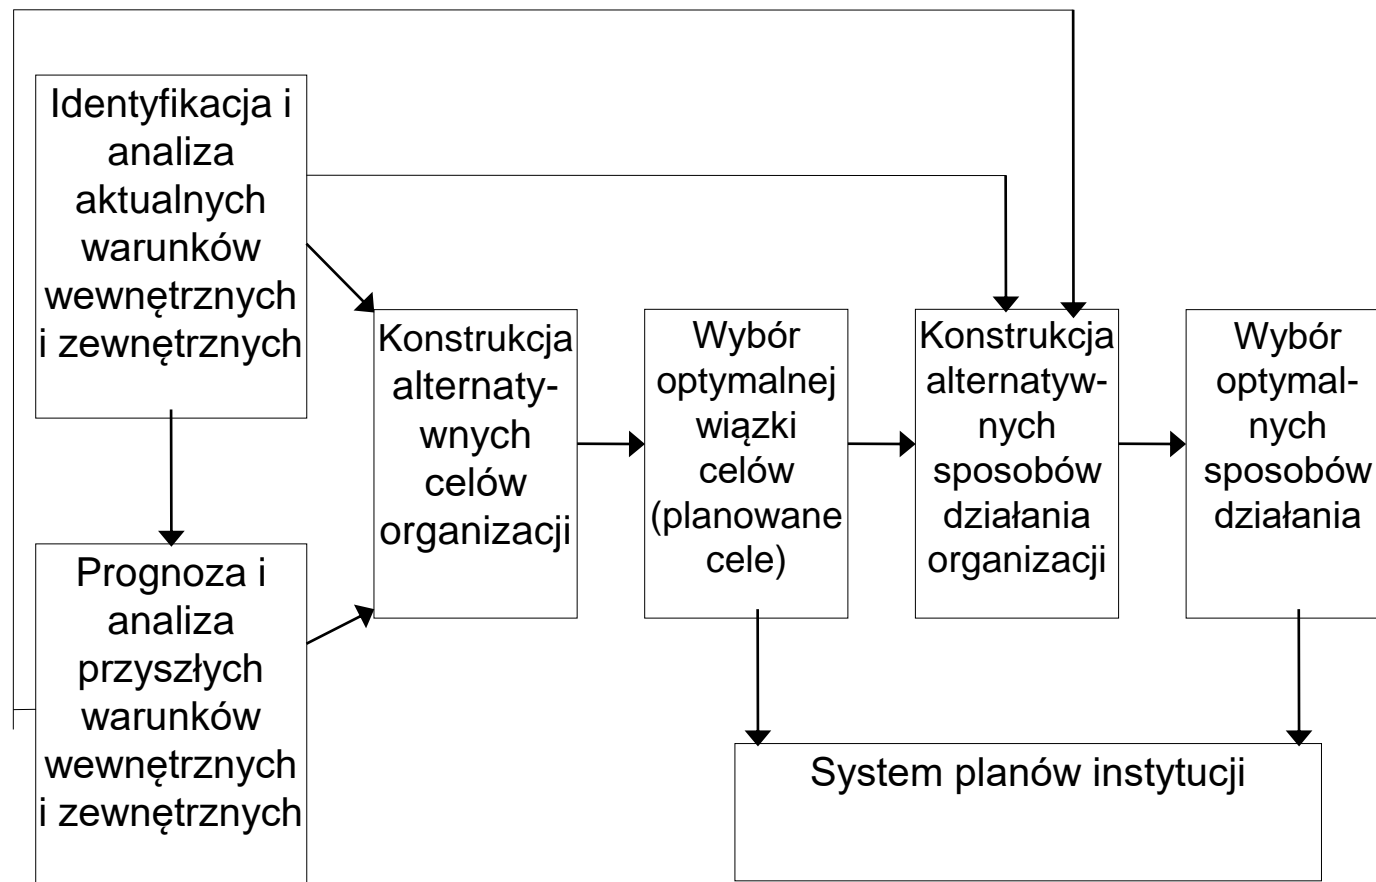 Identyfikacja i
analiza
aktualnych
warunków
wewnętrznych
i zewnętrznych
Prognoza i
analiza
przyszłych
warunków
wewnętrznych
i zewnętrznych
Konstrukcja
alternaty-
wnych
celów
organizacji
Wybór
optymalnej
wiązki
celów
(planowane
cele)
Konstrukcja
alternatyw-
nych
sposobów
działania
organizacji
Wybór
optymal-
nych
sposobów
działania
System planów instytucji